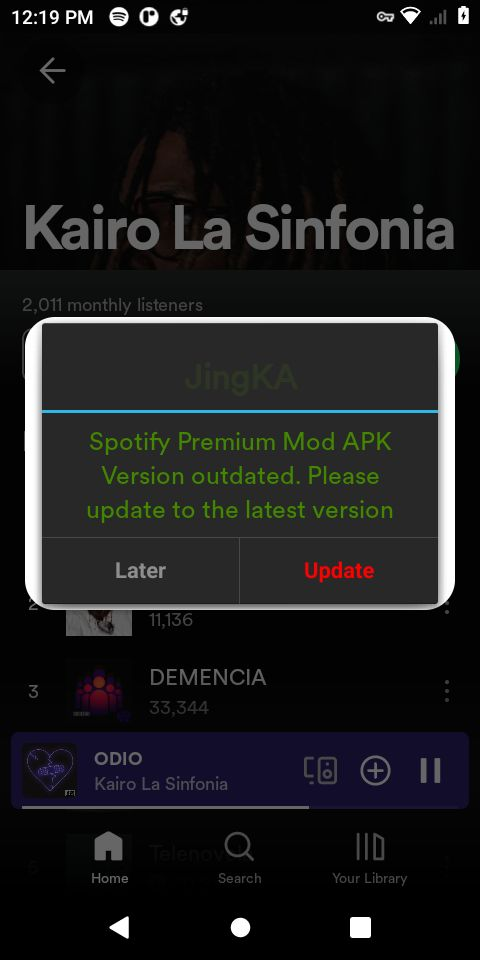 12:19 PM
Kairo La Sinfonia
2,011 monthly listeners
JingKA
Spotify Premium Mod APK
Version outdated. Please
update to the latest version
Later
Update
2
11,136
3
DEMENCIA
33,344
ODIO
Kairo La Sinfonia
Home
Search
Your Library